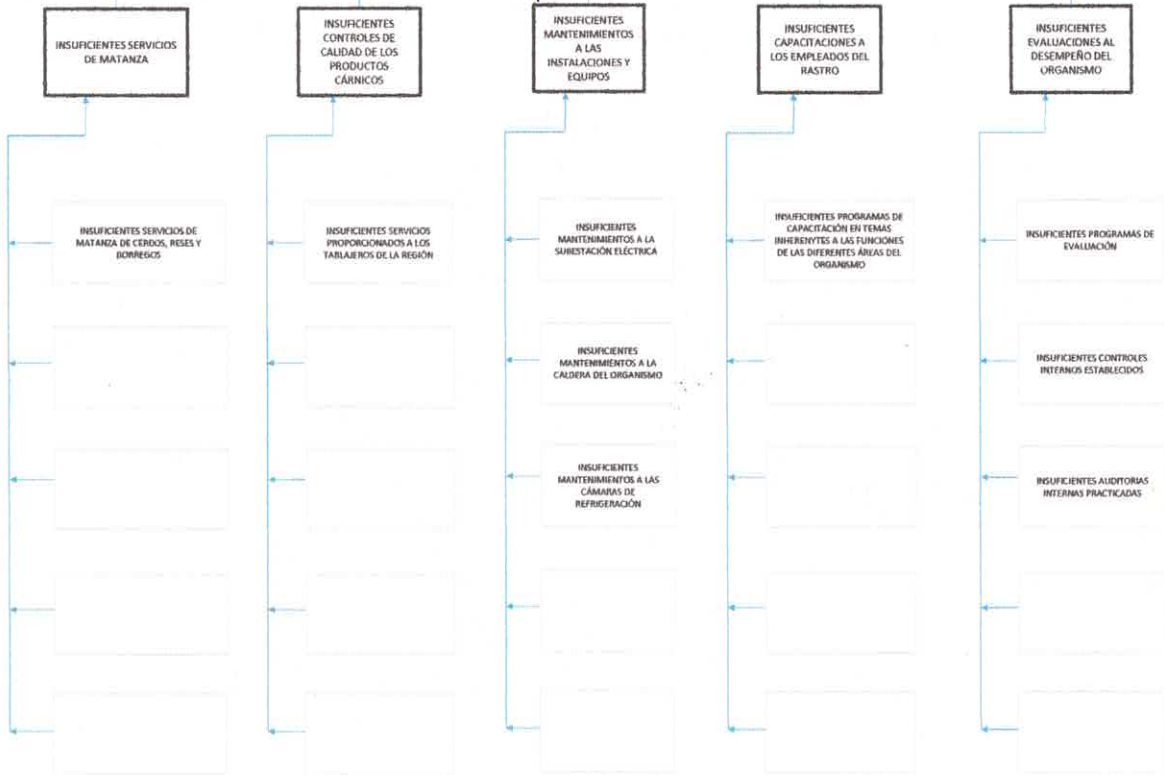 INSUFICIENTES SERVICIOS
DE MATANZA
INSUFICIENTES
CONTROLES DE
CALIDAD DE LOS
PRODUCTOS
CÁRNICOS
INSUFICIENTES
MANTENIMIENTOS
A LAS
INSTALACIONES Y
EQUIPOS
INSUFICIENTES
CAPACITACIONES A
LOS EMPLEADOS DEL
RASTRO
INSUFICIENTES
EVALUACIONES AL
DESEMPEÑO DEL
ORGANISMO
INSUFICIENTES SERVICIOS DE
MATANZA DE CERDOS, RESES Y
BORREGOS
INSUFICIENTES SERVICIOS
PROPORCIONADOS A LOS
TABLAJEROS DE LA REGIÓN
INSUFICIENTES
MANTENIMIENTOS A LA
SUBESTACIÓN ELÉCTRICA
INSUFICIENTES PROGRAMAS DE
CAPACITACIÓN EN TEMAS
INHERENYTES A LAS FUNCIONES
DE LAS DIFERENTES ÁREAS DEL
ORGANISMO
INSUFICIENTES PROGRAMAS DE
EVALUACIÓN
INSUFICIENTES
MANTENIMIENTOS A LA
CALDERA DEL ORGANISMO
INSUFICIENTES CONTROLES
INTERNOS ESTABLECIDOS
INSUFICIENTES
MANTENIMIENTOS A LAS
CÁMARAS DE
REFRIGERACIÓN
INSUFICIENTES AUDITORIAS
INTERNAS PRACTICADAS